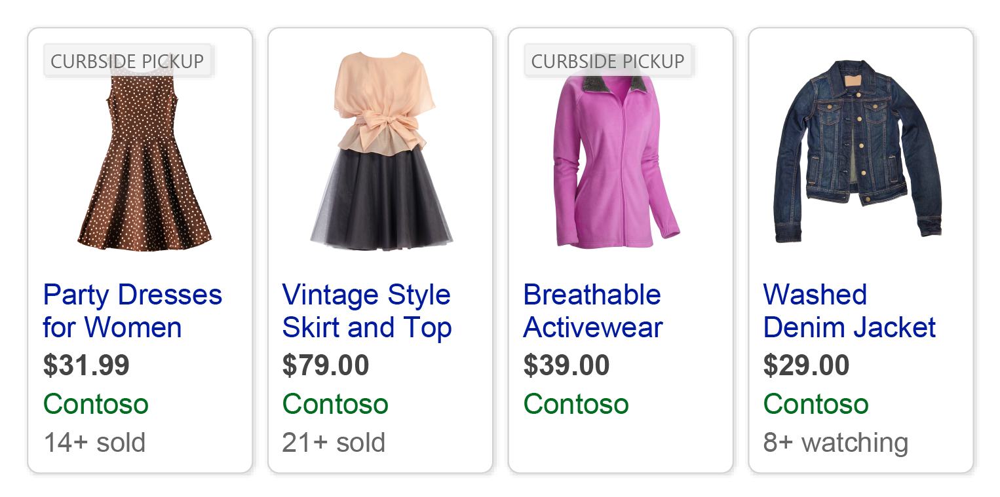 CURBSIDE PICKUP
Party Dresses
for Women
$31.99
Contoso
14+ sold
Vintage Style
Skirt and Top
$79.00
Contoso
21+ sold
CURBSIDE PICKUP
Breathable
Activewear
$39.00
Contoso
Washed
Denim Jacket
$29.00
Contoso
8+ watching